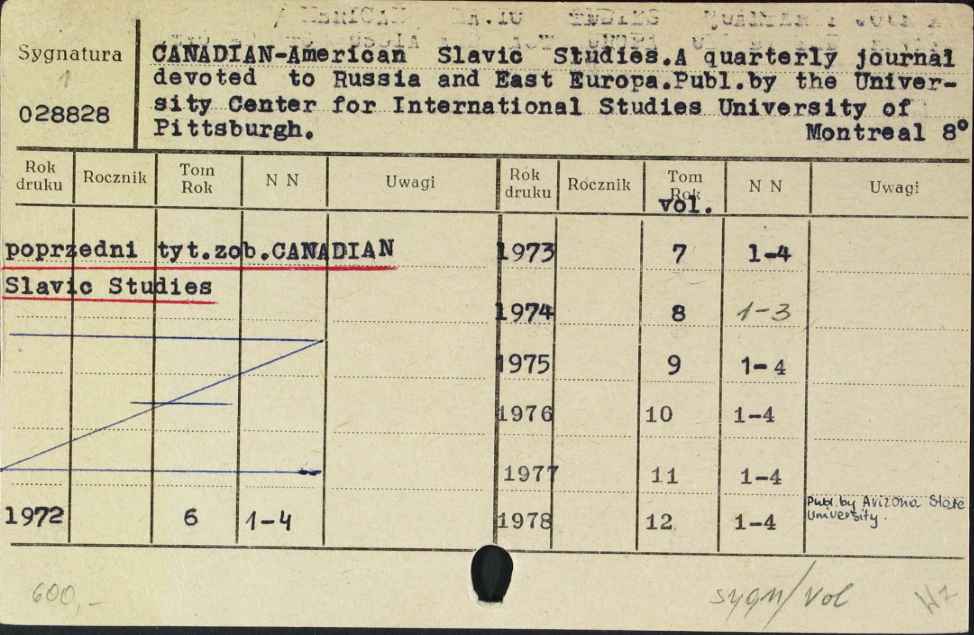 Sygnatura
1
028828
CANADIAN-American Slavic Studies.A quarterly journal
devoted to Russia and East Europa.Publ.by the Univer-
sity Center for International Studies University of
Pittsburgh. Montreal 8°
Rok druku Rocznik Tom Rok N N Uwagi Rok druku Rocznik Tom Rok N N Uwagi
vol.
poprzedni tyt.zob.CANADIAN 1973 7 1-4
Slavic Studies
1974 8 1-3
1975 9 1-4
1976 10 1-4
1977 11 1-4
1972 6 1-4 1978 12 1-4 Publ. by Arizona State
University.
600,-
sygn/vol